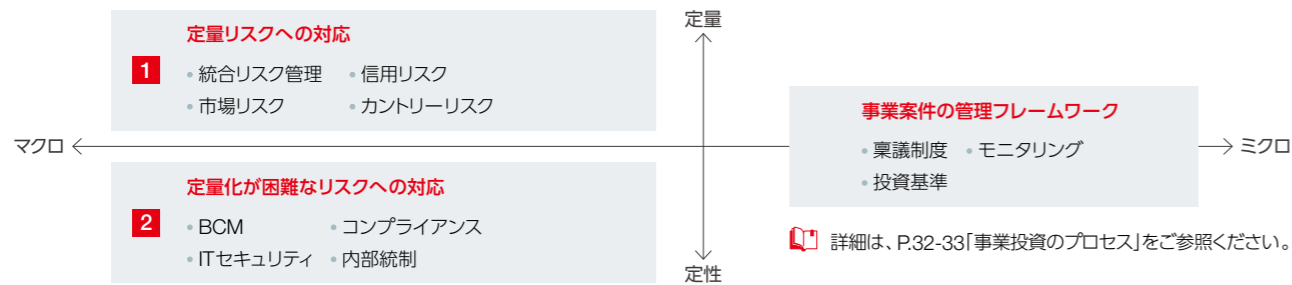 定量
定量リスクへの対応
1
• 統合リスク管理 • 信用リスク
• 市場リスク • カントリーリスク
マクロ
ミクロ
事業案件の管理フレームワーク
• 稟議制度 • モニタリング
• 投資基準
定量化が困難なリスクへの対応
2
• BCM • コンプライアンス
• ITセキュリティ • 内部統制
詳細は、P.32-33「事業投資のプロセス」をご参照ください。
定性